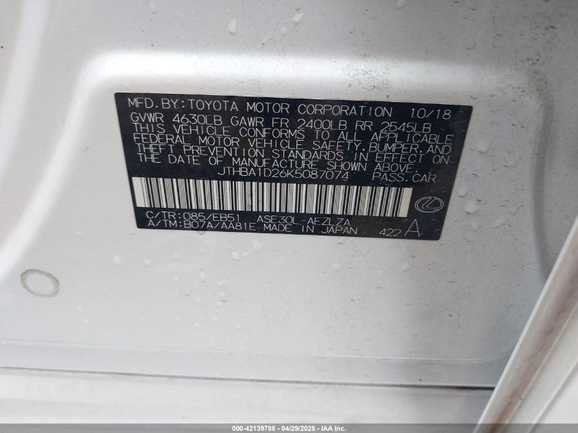 MFD.BY:TOYOTA MOTOR CORPORATION 10/18
GVWR 4630LB GAWR FR 2400LB RR 2545LB
THIS VEHICLE CONFORMS TO ALL APPLICABLE
FEDERAL MOTOR VEHICLE SAFETY, BUMPER, AND
THEFT PREVENTION STANDARDS IN EFFECT ON
THE DATE OF MANUFACTURE SHOWN ABOVE.
JTHBA1D26K5087074 PASS.CAR
C/TR:085/EB51 ASE30L-AEZLZA
A/TM:B07A/AA81E MADE IN JAPAN 422 A
000-42139788 04/29/2025 © IAA Inc.